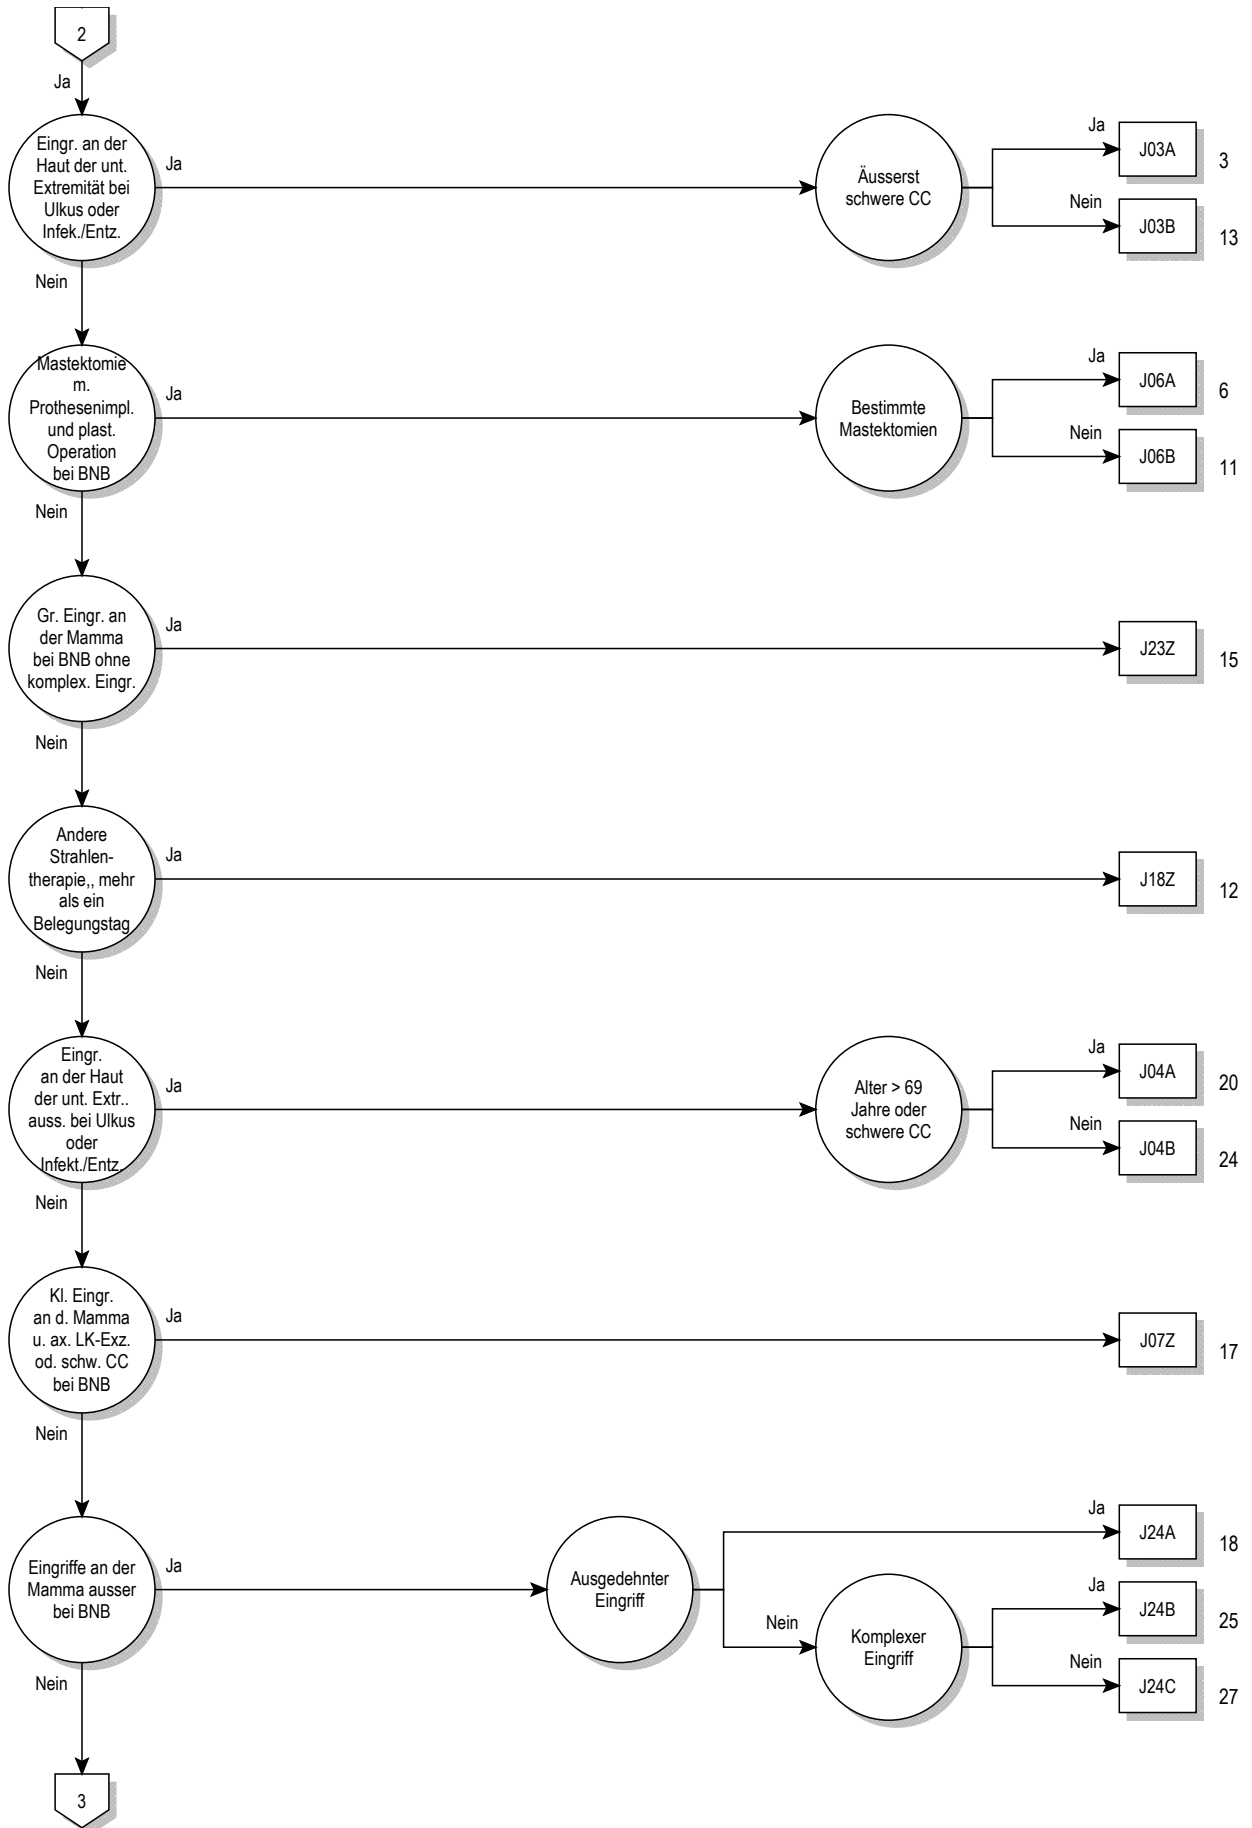 2
Ja
Eingr. an der
Haut der unt.
Extremität bei
Ulkus oder
Infek./Entz.
Ja
Äusserst
schwere CC
Ja
J03A
3
Nein
J03B
13
Nein
Mastektomie
m.
Prothesenimpl.
und plast.
Operation
bei BNB
Ja
Bestimmte
Mastektomien
Ja
J06A
6
Nein
J06B
11
Nein
Gr. Eingr. an
der Mamma
bei BNB ohne
komplex. Eingr.
Ja
J23Z
15
Nein
Andere
Strahlen-
therapie,, mehr
als ein
Belegungstag
Ja
J18Z
12
Nein
Eingr.
an der Haut
der unt. Extr..
auss. bei Ulkus
oder
Infekt./Entz.
Ja
Alter > 69
Jahre oder
schwere CC
Ja
J04A
20
Nein
J04B
24
Nein
Kl. Eingr.
an d. Mamma
u. ax. LK-Exz.
od. schw. CC
bei BNB
Ja
J07Z
17
Nein
Eingriffe an der
Mamma ausser
bei BNB
Ja
Ausgedehnter
Eingriff
Ja
J24A
18
Nein
Komplexer
Eingriff
Ja
J24B
25
Nein
J24C
27
Nein
3